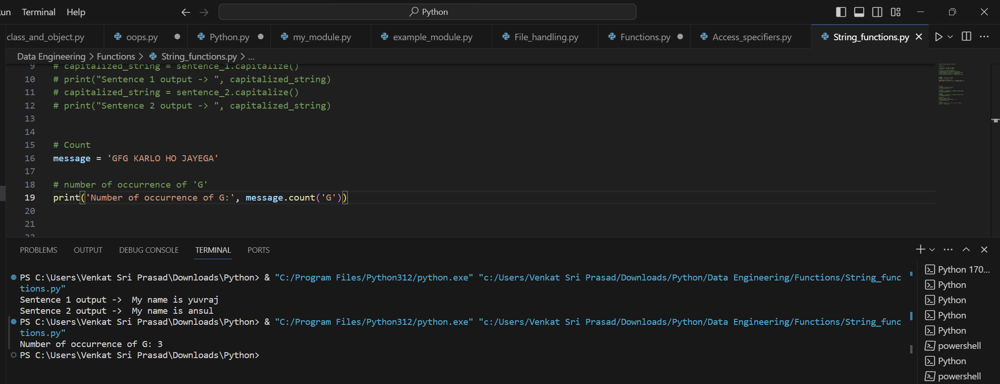 un Terminal Help Python
class_and_object.py oops.py Python.py my_module.py example_module.py File_handling.py Functions.py Access_specifiers.py String_functions.py
Data Engineering > Functions > String_functions.py > ...
9 # capitalized_string = sentence_1.capitalize()
10 # print("Sentence 1 output -> ", capitalized_string)
11 # capitalized_string = sentence_2.capitalize()
12 # print("Sentence 2 output -> ", capitalized_string)
13
14
15 # Count
16 message = 'GFG KARLO HO JAYEGA'
17
18 # number of occurrence of 'G'
19 print('Number of occurrence of G:', message.count('G'))
20
21
22
PROBLEMS OUTPUT DEBUG CONSOLE TERMINAL PORTS
PS C:\Users\Venkat Sri Prasad\Downloads\Python> & "C:/Program Files/Python312/python.exe" "c:/Users/Venkat Sri Prasad/Downloads/Python/Data Engineering/Functions/String_func
tions.py"
Sentence 1 output ->  My name is yuvraj
Sentence 2 output ->  My name is ansul
PS C:\Users\Venkat Sri Prasad\Downloads\Python> & "C:/Program Files/Python312/python.exe" "c:/Users/Venkat Sri Prasad/Downloads/Python/Data Engineering/Functions/String_func
tions.py"
Number of occurrence of G: 3
PS C:\Users\Venkat Sri Prasad\Downloads\Python>
Python 170...
Python
Python
Python
Python
powershell
Python
powershell